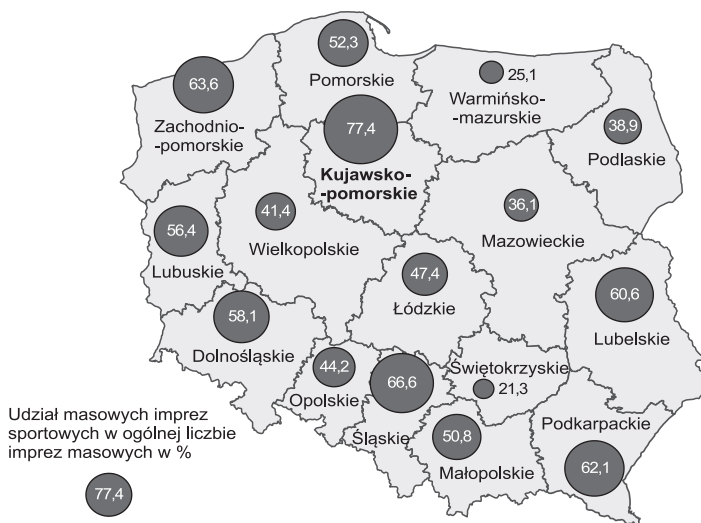 52,3
Pomorskie
63,6
Zachodnio-
-pomorskie
25,1
Warmińsko-
-mazurskie
38,9
Podlaskie
77,4
Kujawsko-
-pomorskie
41,4
Wielkopolskie
36,1
Mazowieckie
56,4
Lubuskie
47,4
Łódzkie
60,6
Lubelskie
58,1
Dolnośląskie
44,2
Opolskie
66,6
Śląskie
Świętokrzyskie
21,3
50,8
Małopolskie
Podkarpackie
62,1
Udział masowych imprez
sportowych w ogólnej liczbie
imprez masowych w %
77,4